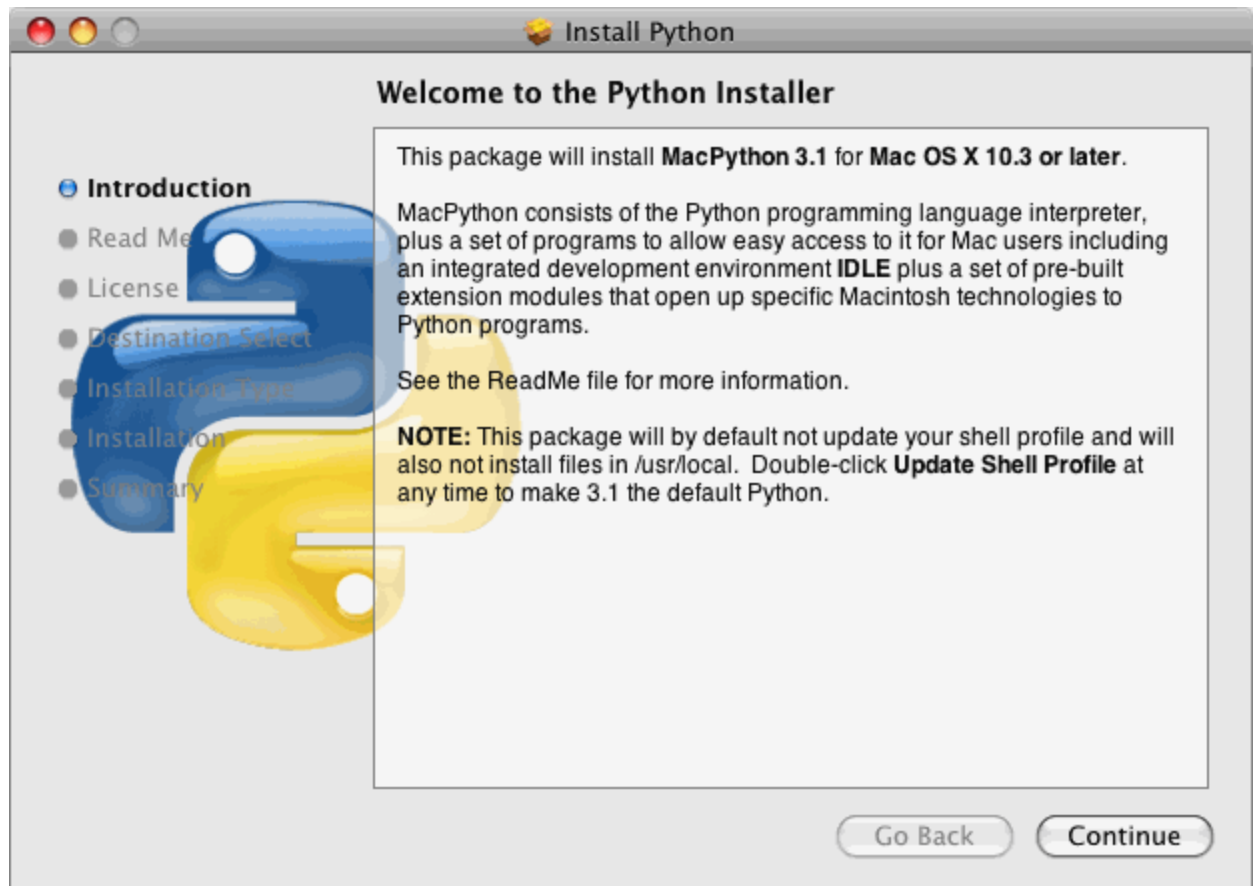 Install Python
Welcome to the Python Installer
Introduction
Read Me
License
Destination Select
Installation Type
Installation
Summary
This package will install MacPython 3.1 for Mac OS X 10.3 or later.
MacPython consists of the Python programming language interpreter,
plus a set of programs to allow easy access to it for Mac users including
an integrated development environment IDLE plus a set of pre-built
extension modules that open up specific Macintosh technologies to
Python programs.
See the ReadMe file for more information.
NOTE: This package will by default not update your shell profile and will
also not install files in /usr/local.  Double-click Update Shell Profile at
any time to make 3.1 the default Python.
Go Back
Continue